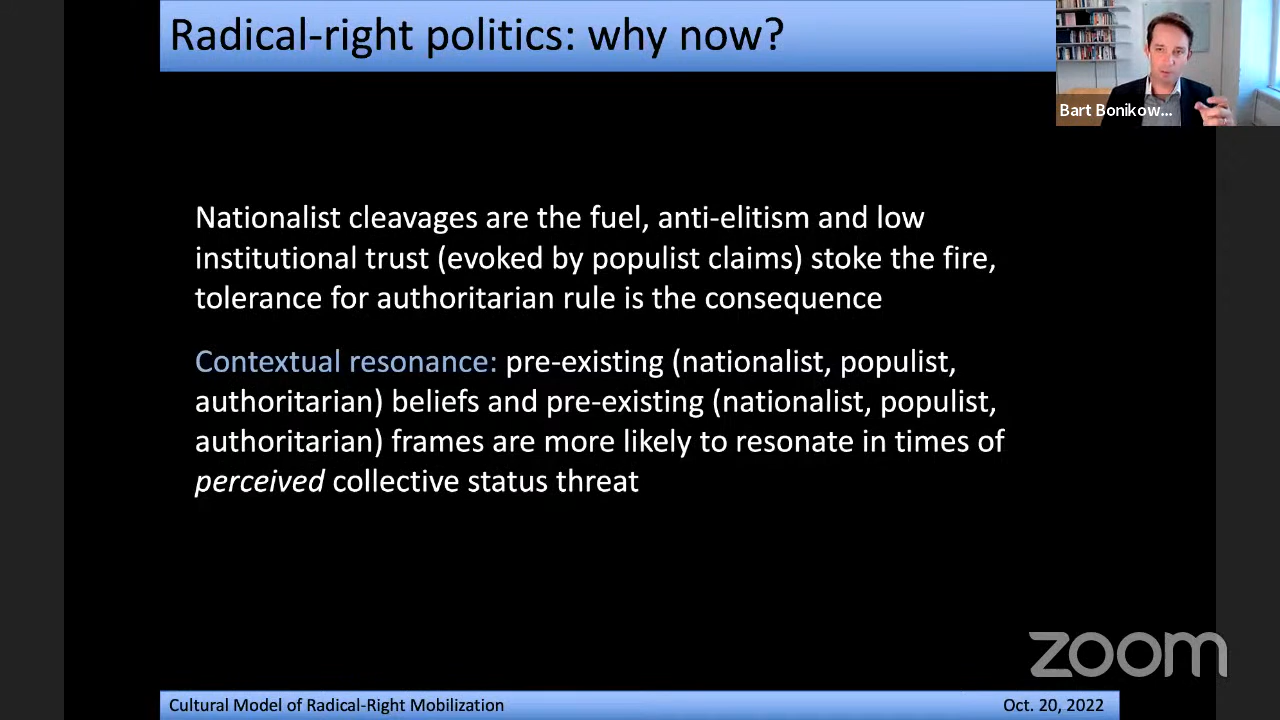 Radical-right politics: why now?
Bart Bonikow...
Nationalist cleavages are the fuel, anti-elitism and low
institutional trust (evoked by populist claims) stoke the fire,
tolerance for authoritarian rule is the consequence
Contextual resonance: pre-existing (nationalist, populist,
authoritarian) beliefs and pre-existing (nationalist, populist,
authoritarian) frames are more likely to resonate in times of
perceived collective status threat
zoom
Cultural Model of Radical-Right Mobilization
Oct. 20, 2022